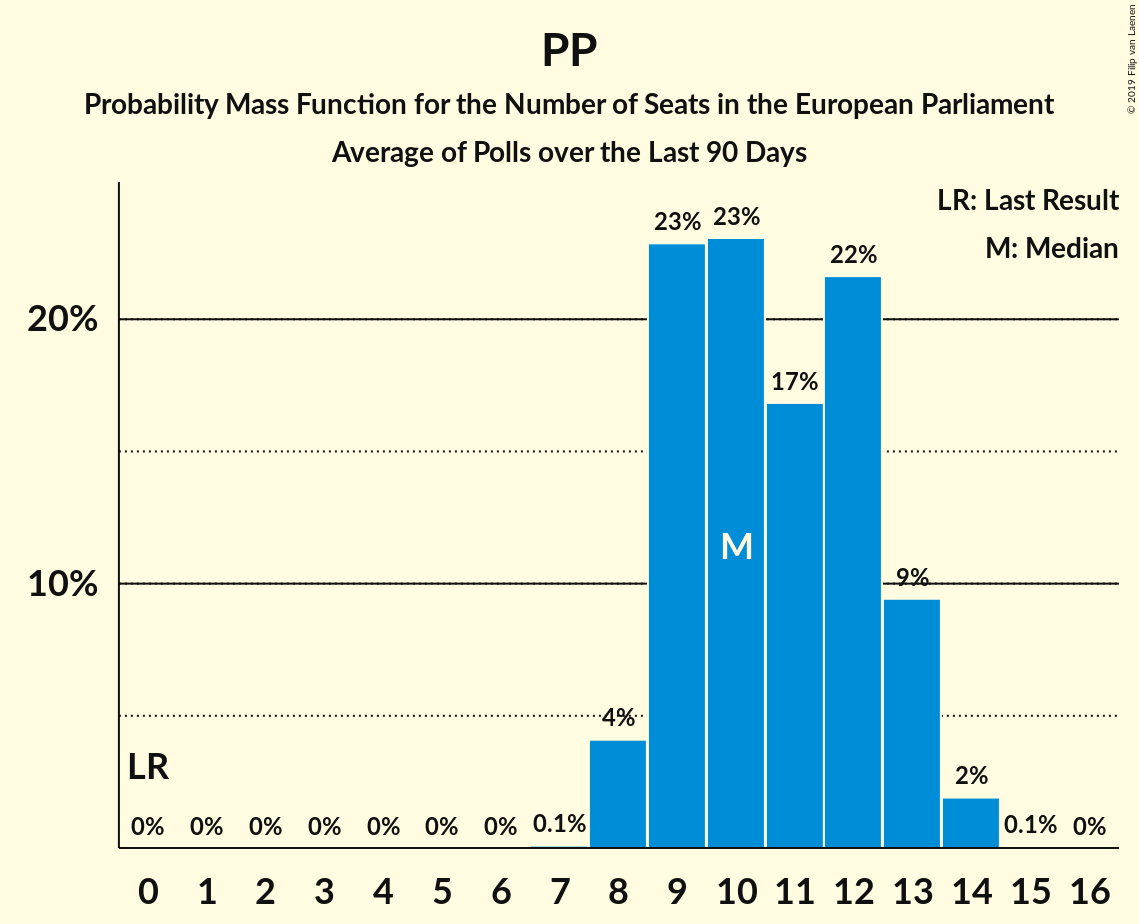 PP
Probability Mass Function for the Number of Seats in the European Parliament
Average of Polls over the Last 90 Days
© 2019 Filip van Laenen
LR: Last Result
M: Median
23% 23% 22% 17% 9% 4% 2%
20%
10%
M
LR
0% 0% 0% 0% 0% 0% 0% 0.1% 0.1% 0%
0 1 2 3 4 5 6 7 8 9 10 11 12 13 14 15 16